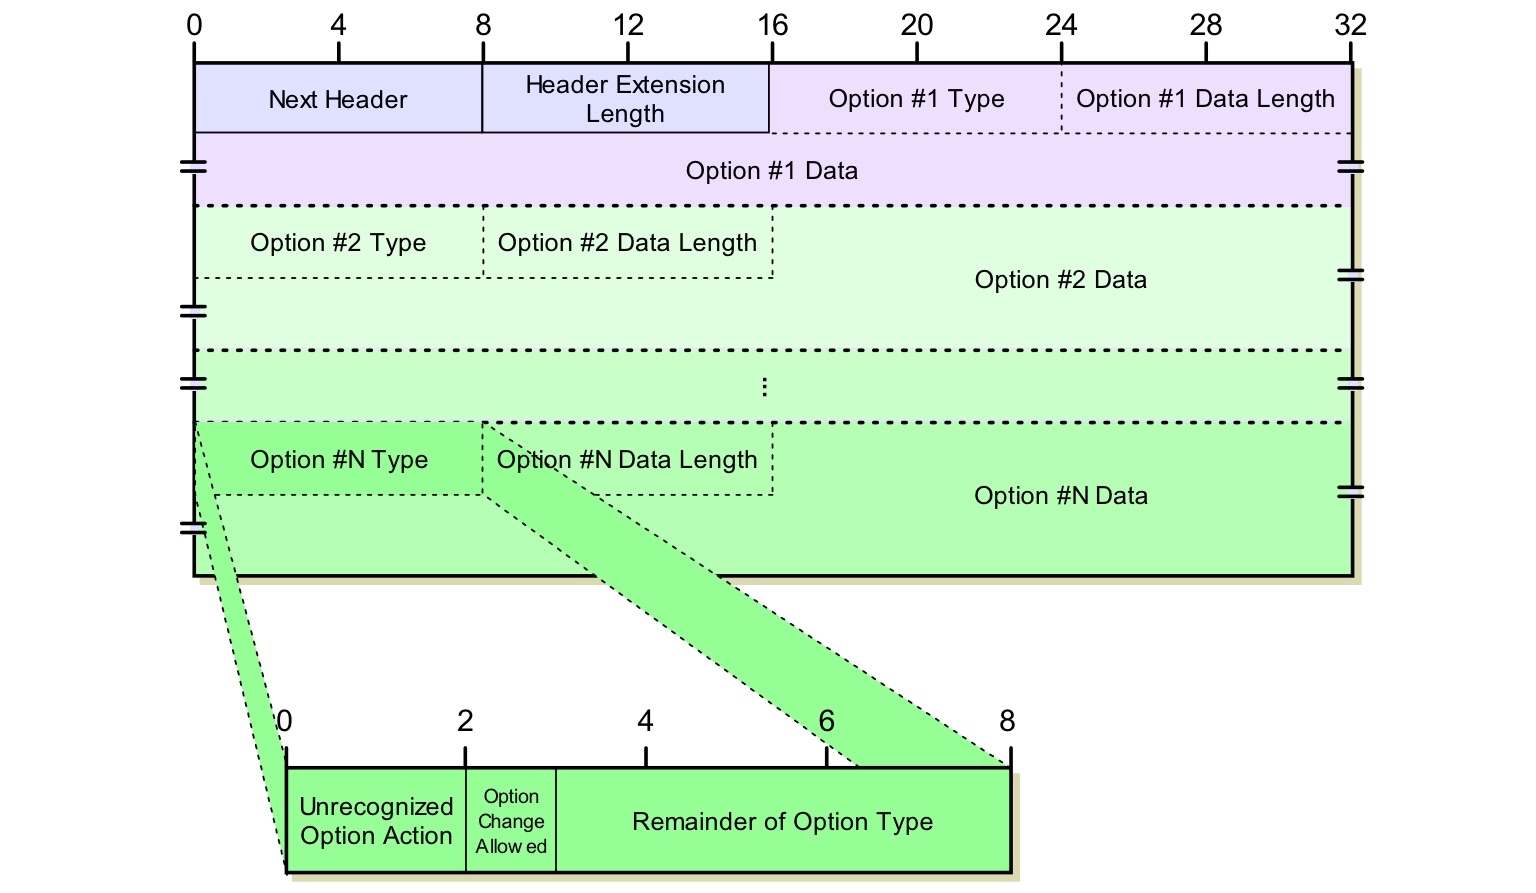 0 4 8 12 16 20 24 28 32
Next Header
Header Extension
Length
Option #1 Type
Option #1 Data Length
Option #1 Data
Option #2 Type
Option #2 Data Length
Option #2 Data
⋮
Option #N Type
Option #N Data Length
Option #N Data
0 2 4 6 8
Unrecognized
Option Action
Option
Change
Allowed
Remainder of Option Type